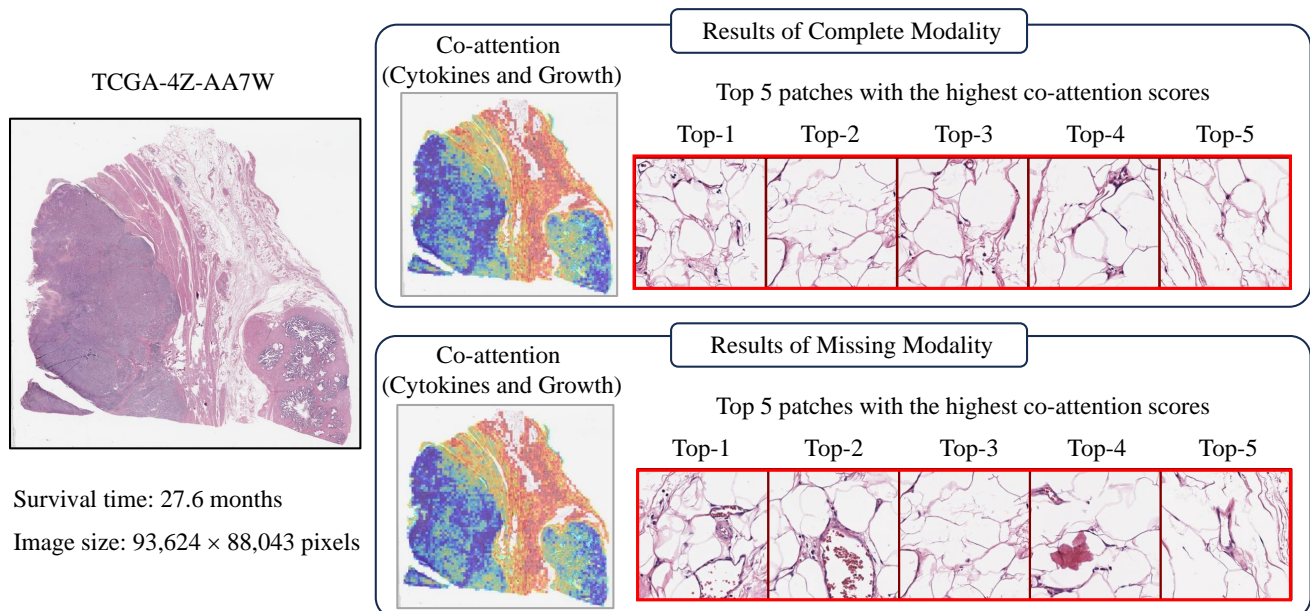 TCGA-4Z-AA7W
Survival time: 27.6 months
Image size: 93,624 × 88,043 pixels
Results of Complete Modality
Co-attention
(Cytokines and Growth)
Top 5 patches with the highest co-attention scores
Top-1 Top-2 Top-3 Top-4 Top-5
Results of Missing Modality
Co-attention
(Cytokines and Growth)
Top 5 patches with the highest co-attention scores
Top-1 Top-2 Top-3 Top-4 Top-5